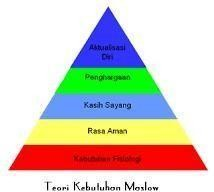 Aktualisasi
Diri
Penghargaan
Kasih Sayang
Rasa Aman
Kebutuhan Fisiologi
Teori Kebutuhan Maslow